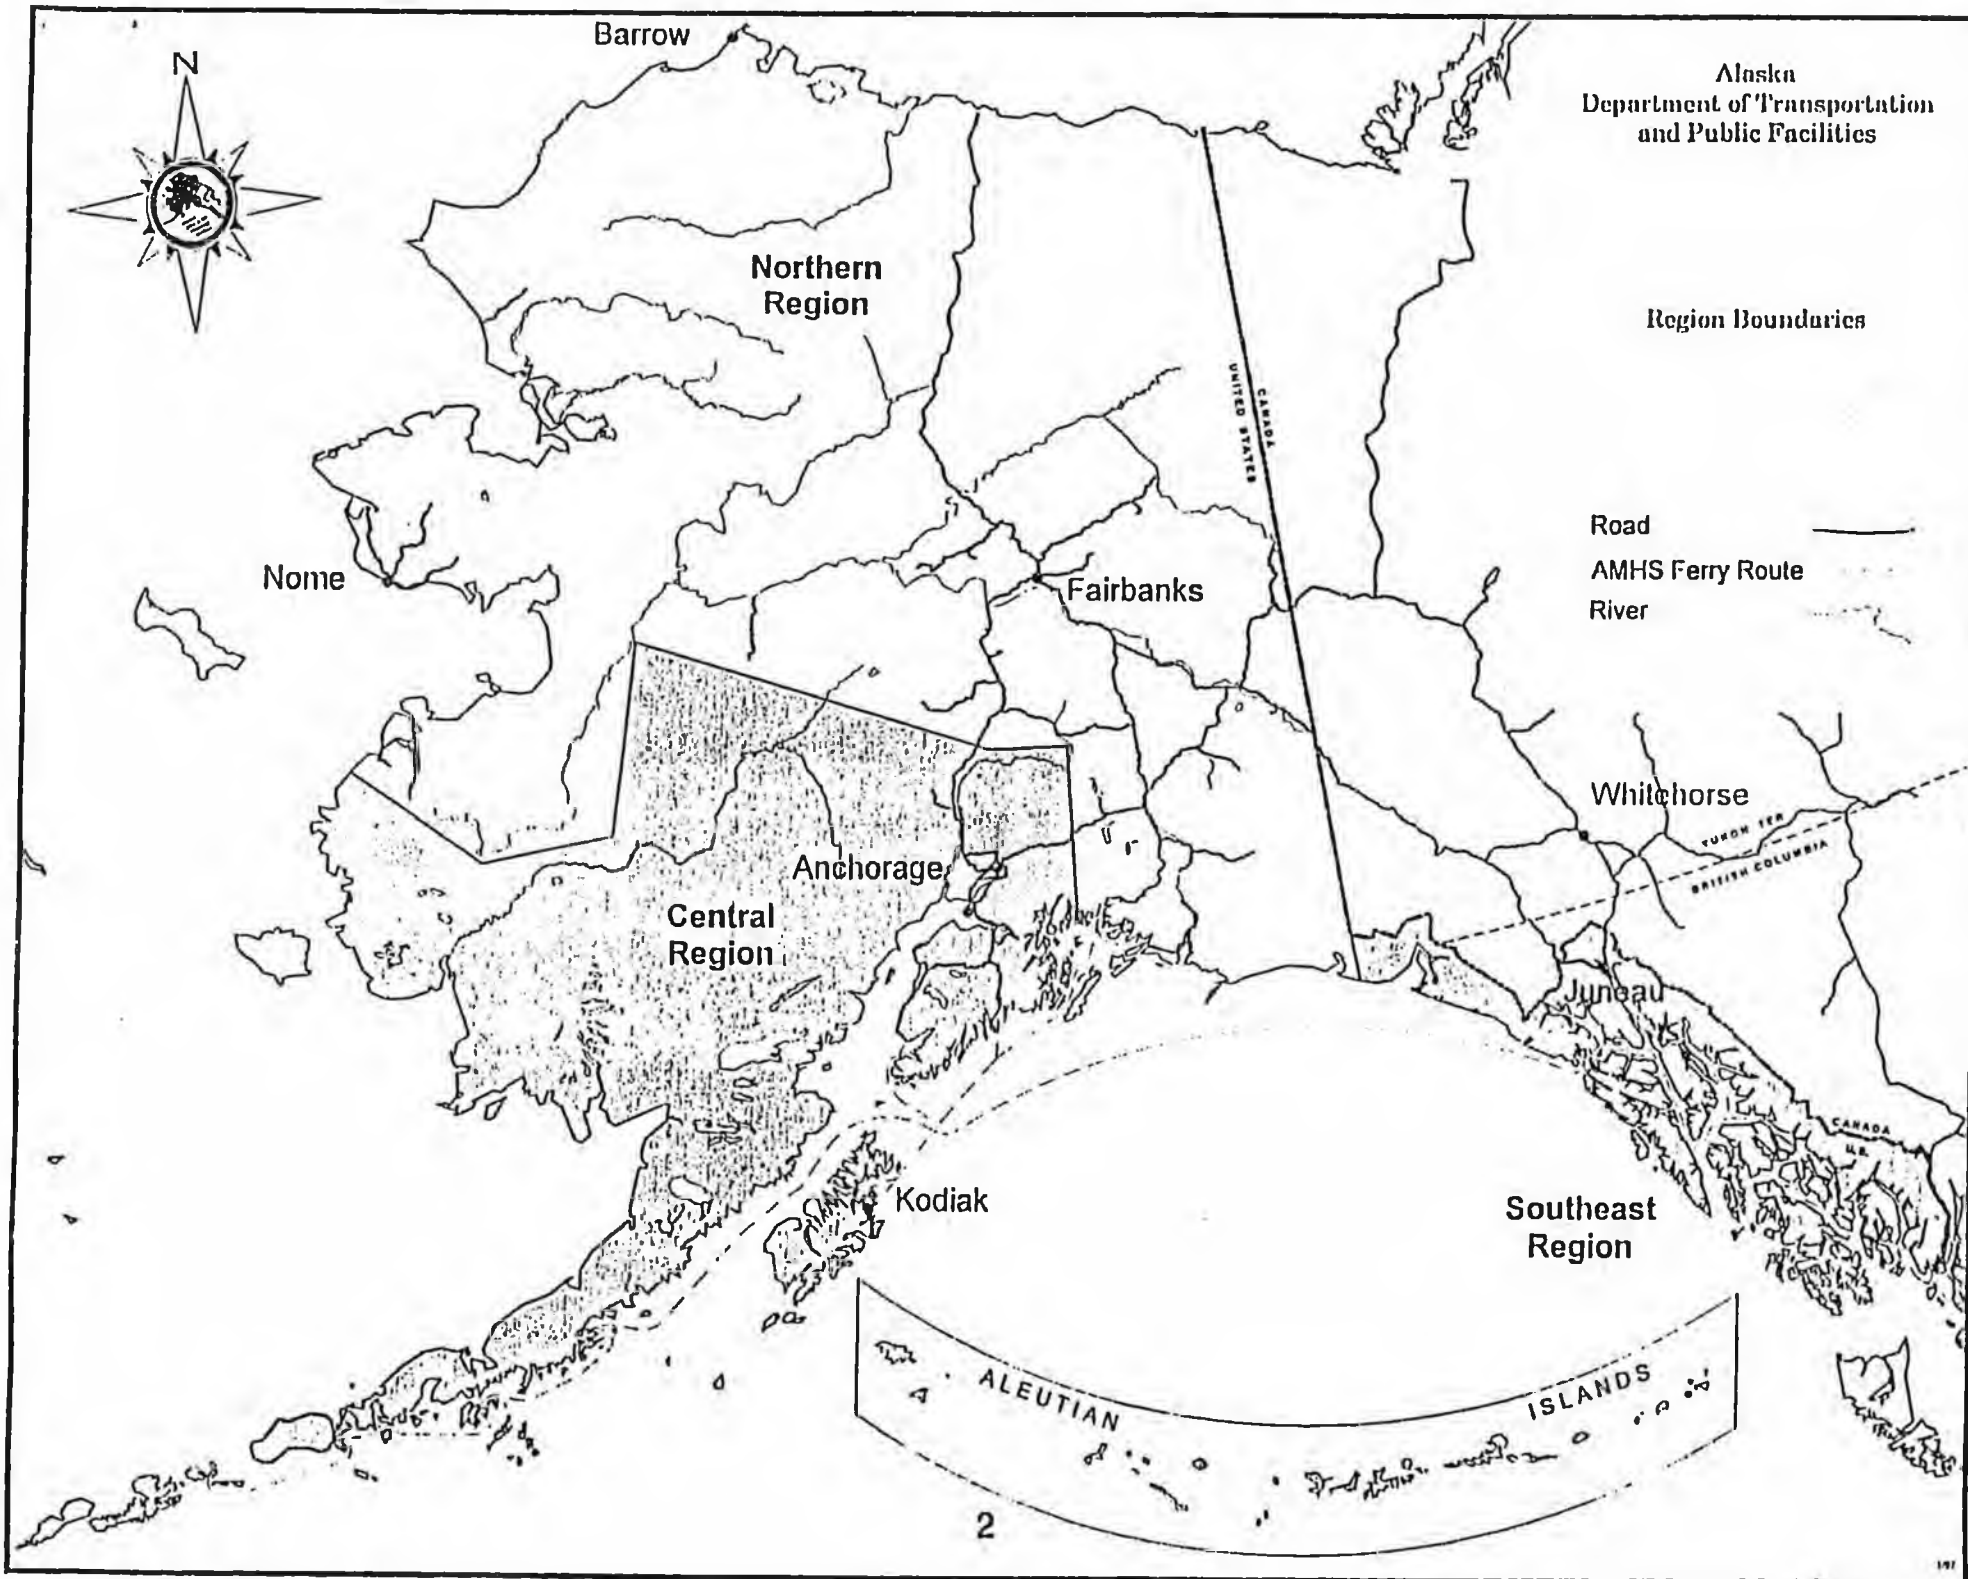 Barrow
N
Alaska
Department of Transportation
and Public Facilities
Northern
Region
Region Boundaries
CANADA
UNITED STATES
Road
AMHS Ferry Route
River
Nome
Fairbanks
Whitehorse
YUKON TER
BRITISH COLUMBIA
Anchorage
Central
Region
Juneau
CANADA
U.S.
Kodiak
Southeast
Region
ALEUTIAN ISLANDS
2